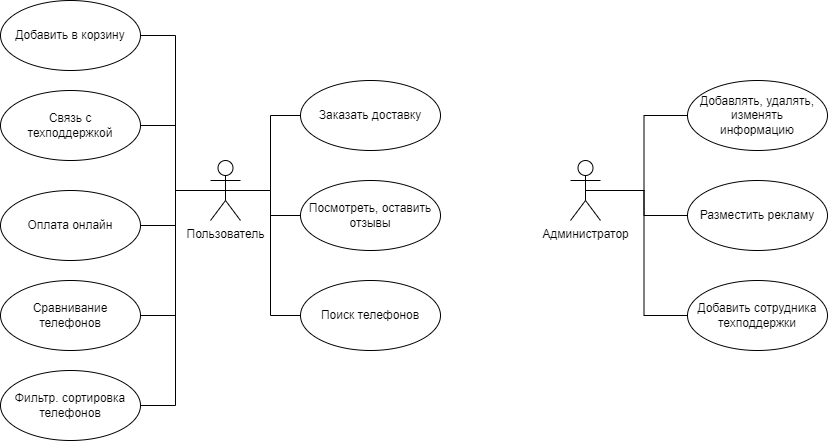 Добавить в корзину
Связь с
техподдержкой
Оплата онлайн
Сравнивание
телефонов
Фильтр. сортировка
телефонов
Пользователь
Заказать доставку
Посмотреть, оставить
отзывы
Поиск телефонов
Администратор
Добавлять, удалять,
изменять
информацию
Разместить рекламу
Добавить сотрудника
техподдержки